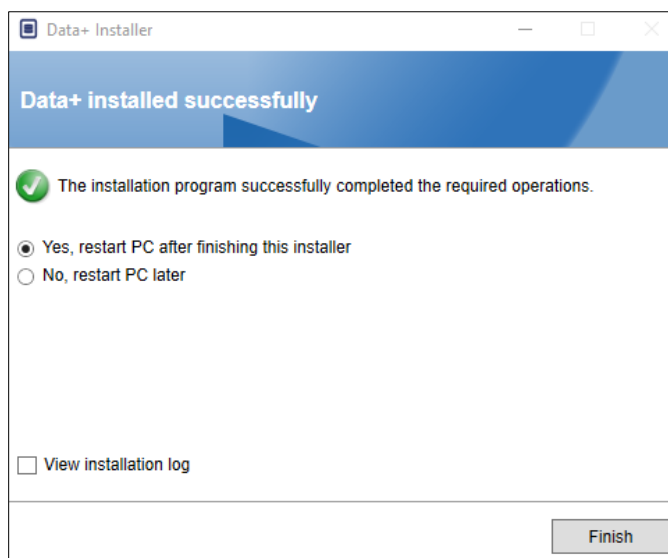 Data+ Installer
Data+ installed successfully
The installation program successfully completed the required operations.
Yes, restart PC after finishing this installer
No, restart PC later
View installation log
Finish